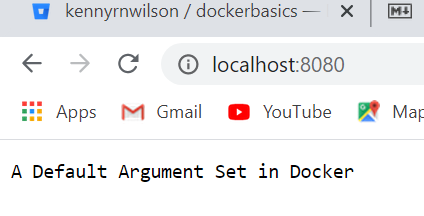 kennyrnwilson / dockerbasics —
localhost:8080
Apps Gmail YouTube Map
A Default Argument Set in Docker